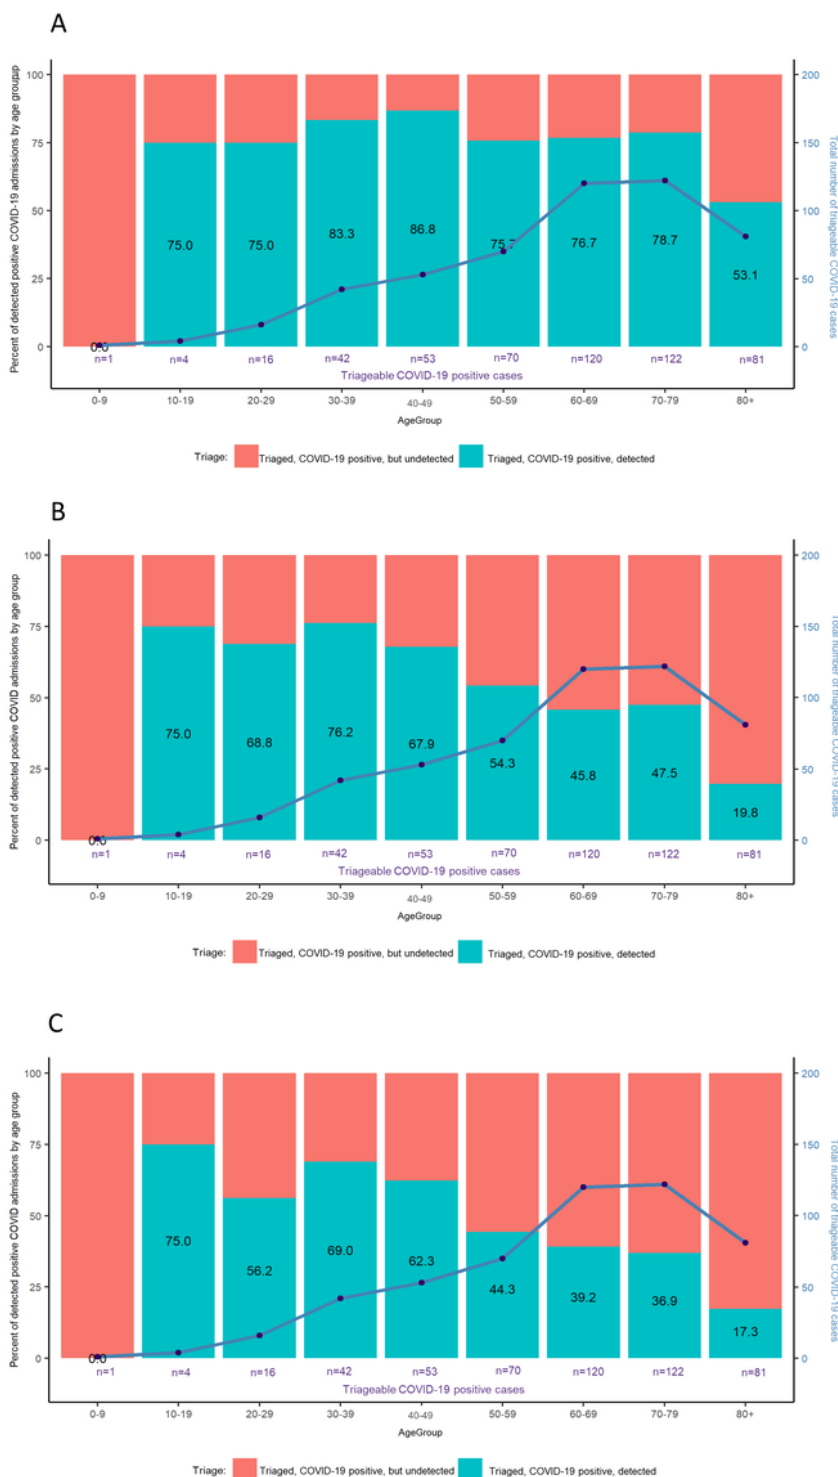 A
Percent of detected positive COVID-19 admissions by age groupup
100
75
50
25
0
200
150
100
50
0
Total number of triageable COVID-19 cases
0.0
75.0
75.0
83.3
86.8
75.7
76.7
78.7
53.1
n=1 n=4 n=16 n=42 n=53 n=70 n=120 n=122 n=81
Triageable COVID-19 positive cases
0-9 10-19 20-29 30-39 40-49 50-59 60-69 70-79 80+
AgeGroup
Triage: Triaged, COVID-19 positive, but undetected Triaged, COVID-19 positive, detected
B
Percent of detected positive COVID admissions by age group
100
75
50
25
0
200
150
100
50
0
Total number of triageable COVID-19 cases
0.0
75.0
68.8
76.2
67.9
54.3
45.8
47.5
19.8
n=1 n=4 n=16 n=42 n=53 n=70 n=120 n=122 n=81
Triageable COVID-19 positive cases
0-9 10-19 20-29 30-39 40-49 50-59 60-69 70-79 80+
AgeGroup
Triage: Triaged, COVID-19 positive, but undetected Triaged, COVID-19 positive, detected
C
Percent of detected positive COVID admissions by age group
100
75
50
25
0
200
150
100
50
0
Total number of triageable COVID-19 cases
0.0
75.0
56.2
69.0
62.3
44.3
39.2
36.9
17.3
n=1 n=4 n=16 n=42 n=53 n=70 n=120 n=122 n=81
Triageable COVID-19 positive cases
0-9 10-19 20-29 30-39 40-49 50-59 60-69 70-79 80+
AgeGroup
Triage: Triaged, COVID-19 positive, but undetected Triaged, COVID-19 positive, detected